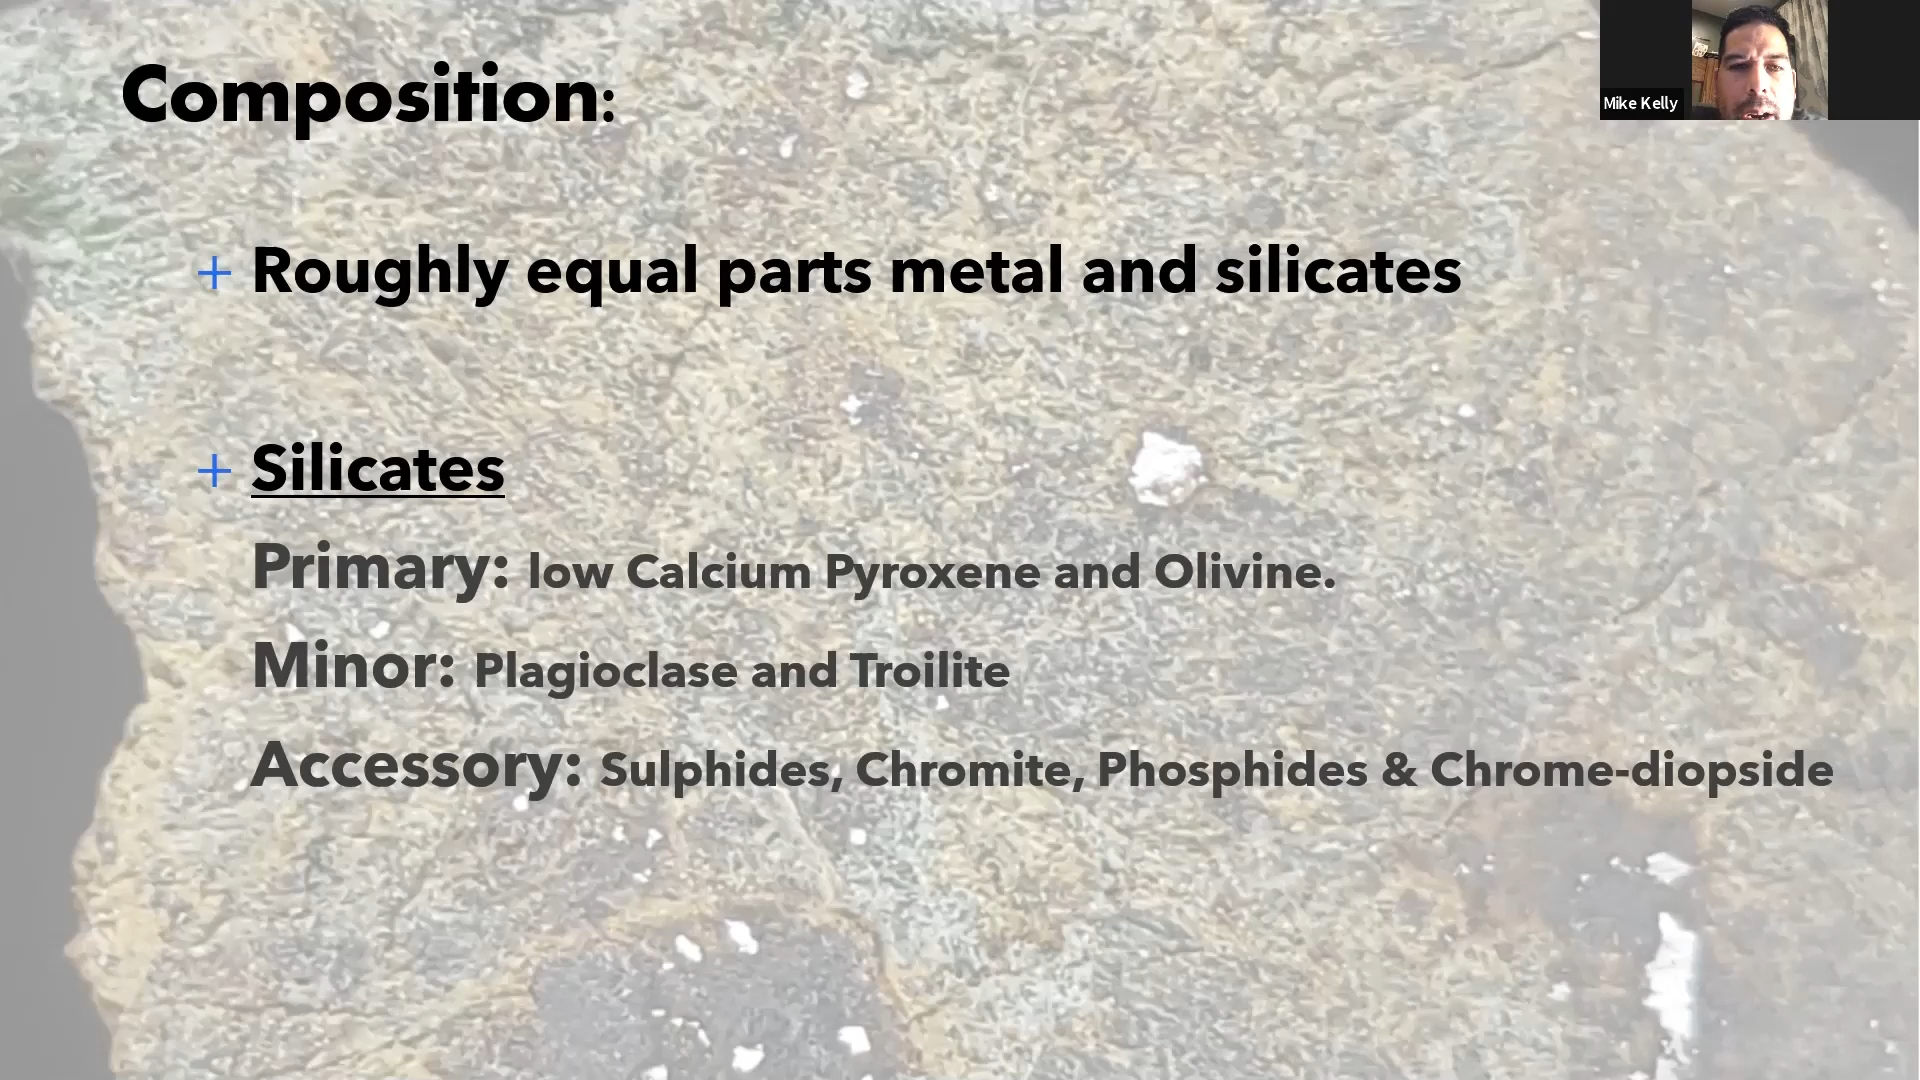 Composition:
Mike Kelly
+ Roughly equal parts metal and silicates
+ Silicates
Primary: low Calcium Pyroxene and Olivine.
Minor: Plagioclase and Troilite
Accessory: Sulphides, Chromite, Phosphides & Chrome-diopside